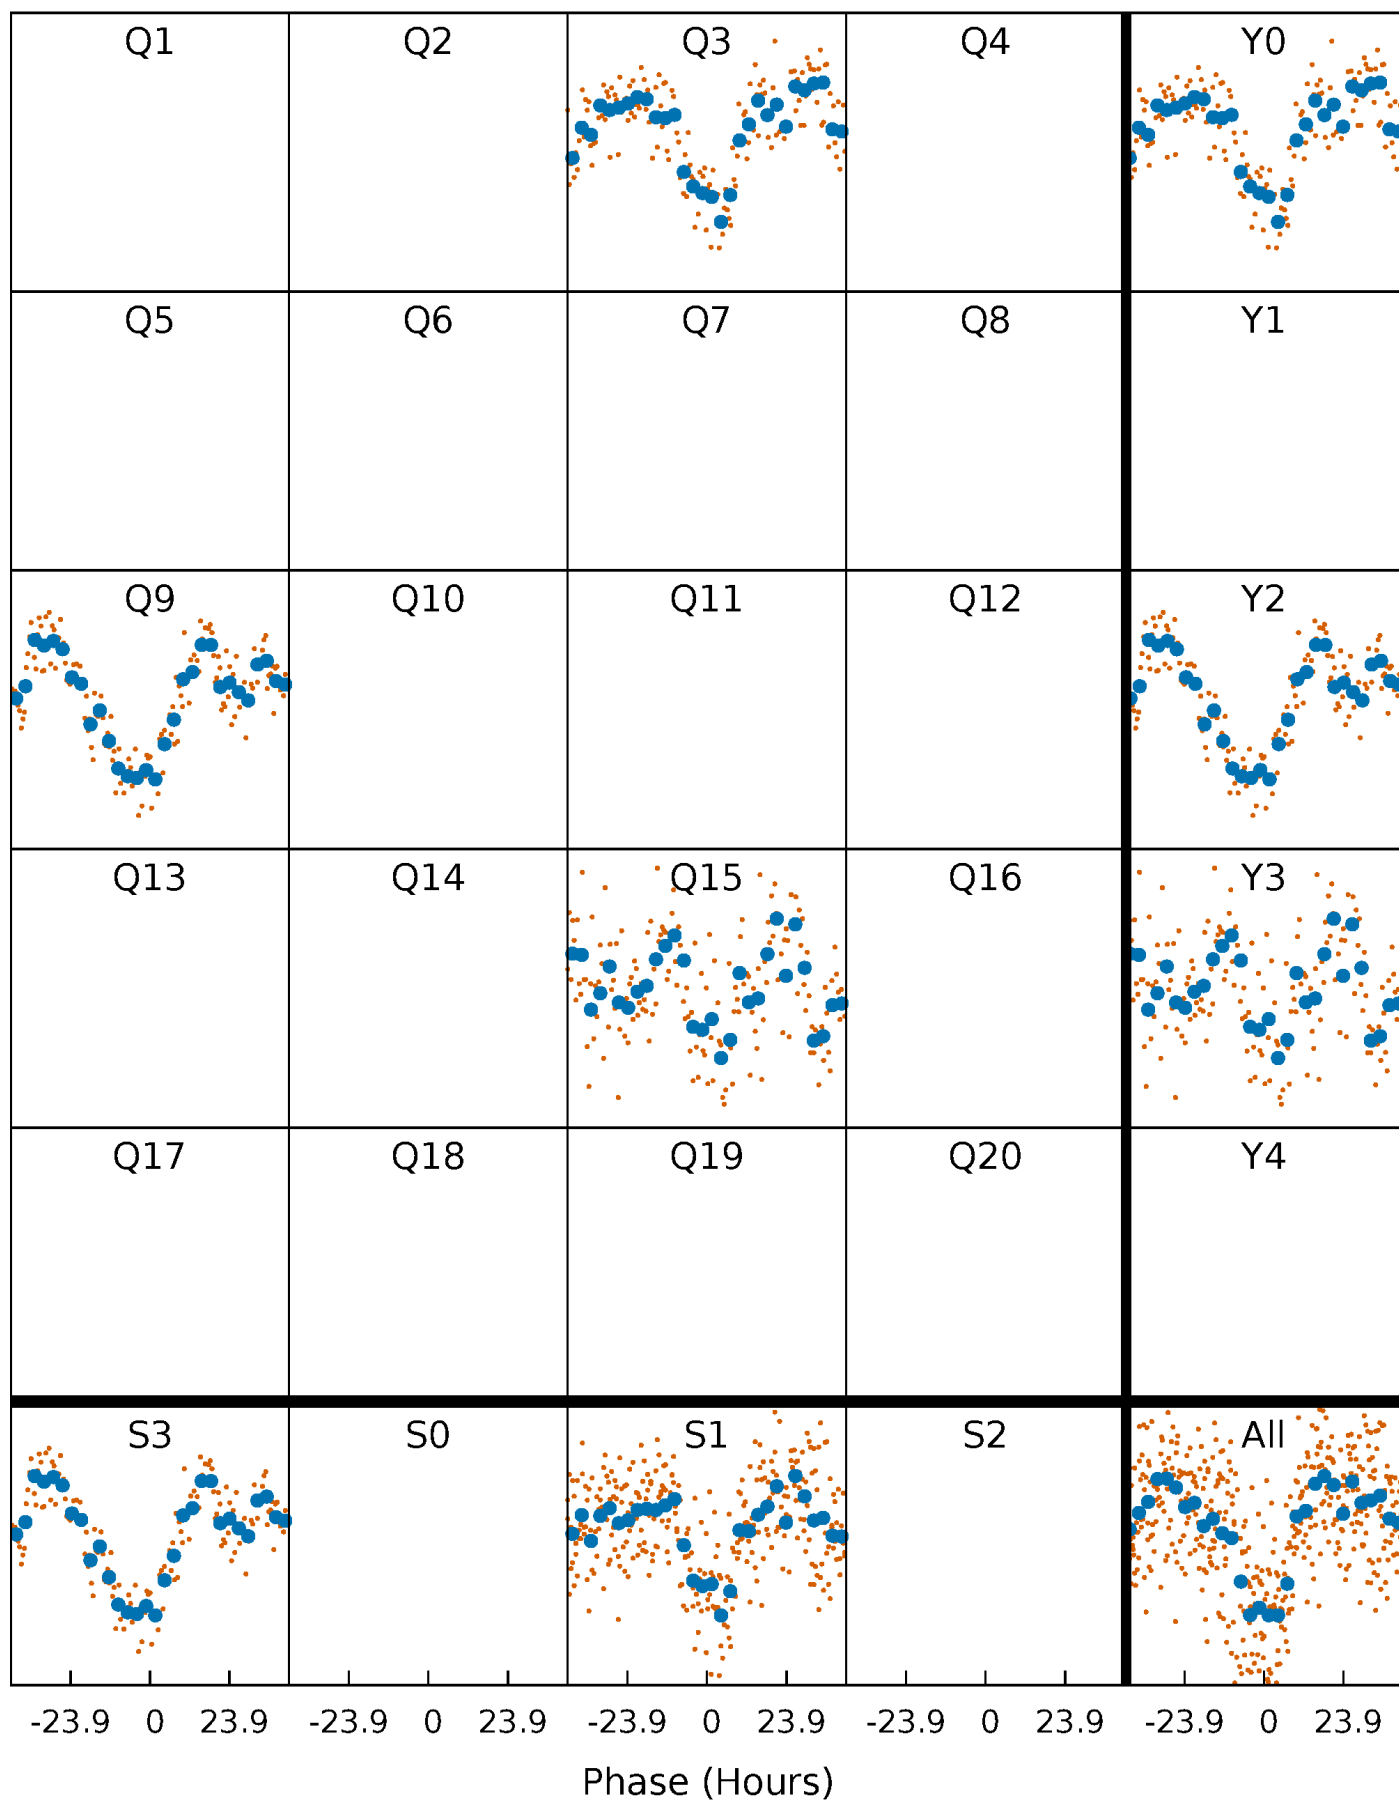 Q1 Q2 Q3 Q4 Y0
Q5 Q6 Q7 Q8 Y1
Q9 Q10 Q11 Q12 Y2
Q13 Q14 Q15 Q16 Y3
Q17 Q18 Q19 Q20 Y4
S3 S0 S1 S2 All
-23.9 0 23.9 -23.9 0 23.9 -23.9 0 23.9 -23.9 0 23.9 -23.9 0 23.9
Phase (Hours)